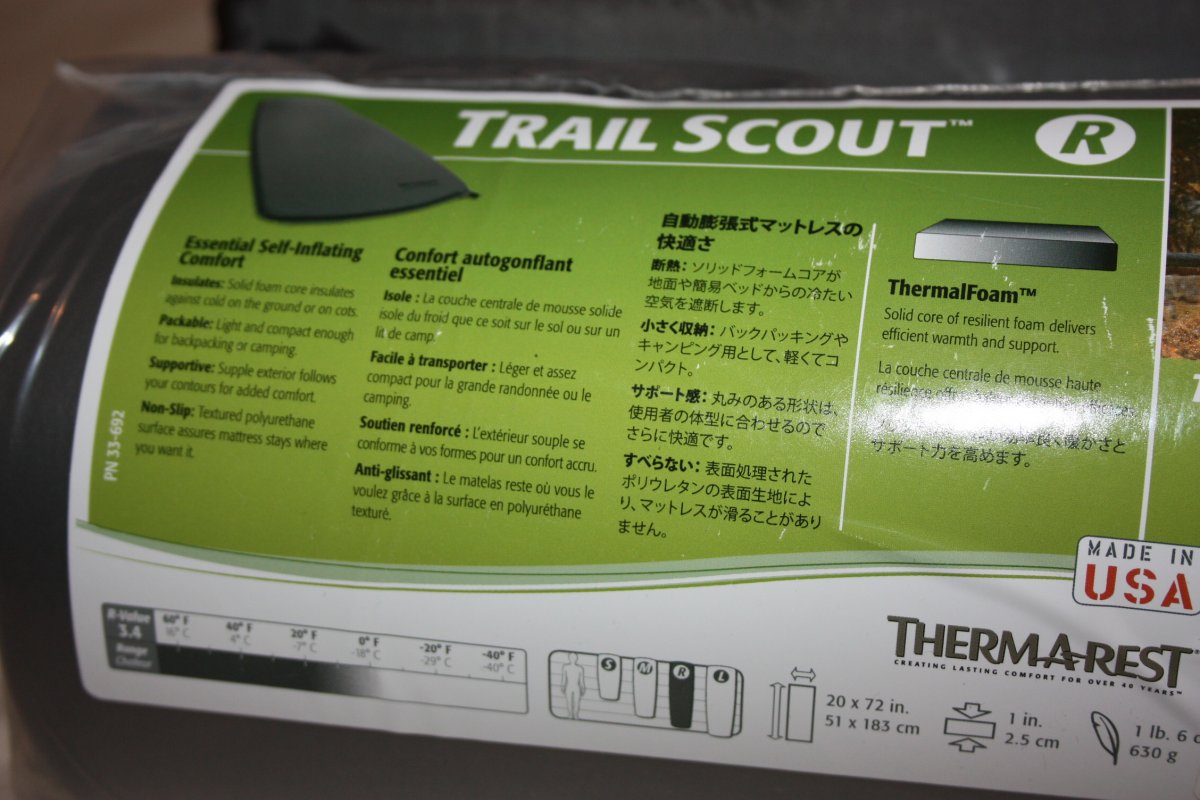 TRAIL SCOUT™ R
Essential Self-Inflating
Comfort
Insulates: Solid foam core insulates
against cold on the ground or on cots.
Packable: Light and compact enough
for backpacking or camping.
Supportive: Supple exterior follows
your contours for added comfort.
Non-Slip: Textured polyurethane
surface assures mattress stays where
you want it.
PN 33-692
Confort autogonflant
essentiel
Isole : La couche centrale de mousse solide
isole du froid que ce soit sur le sol ou sur un
lit de camp.
Facile à transporter : Léger et assez
compact pour la grande randonnée ou le
camping.
Soutien renforcé : L'extérieur souple se
conforme à vos formes pour un confort accru.
Anti-glissant : Le matelas reste où vous le
voulez grâce à la surface en polyuréthane
texturé.
自動膨張式マットレスの
快適さ
断熱：ソリッドフォームコアが
地面や簡易ベッドからの冷たい
空気を遮断します。
小さく収納：バックパッキングや
キャンピング用として、軽くてコ
ンパクト。
サポート感：丸みのある形状は、
使用者の体型に合わせるので
さらに快適です。
すべらない：表面処理された
ポリウレタンの表面生地によ
り、マットレスが滑ることがあり
ません。
ThermalFoam™
Solid core of resilient foam delivers
efficient warmth and support.
La couche centrale de mousse haute
résilience
暖かさと
サポート力を高めます。
MADE IN
USA
R-Value
3.4
Range
Chaleur
60° F 40° F 20° F 0° F -20° F -40° F
16° C 4° C -7° C -18° C -29° C -40° C
S M R L
20 x 72 in.
51 x 183 cm
1 in.
2.5 cm
1 lb. 6
630 g
THERM-A-REST®
CREATING LASTING COMFORT FOR OVER 40 YEARS™